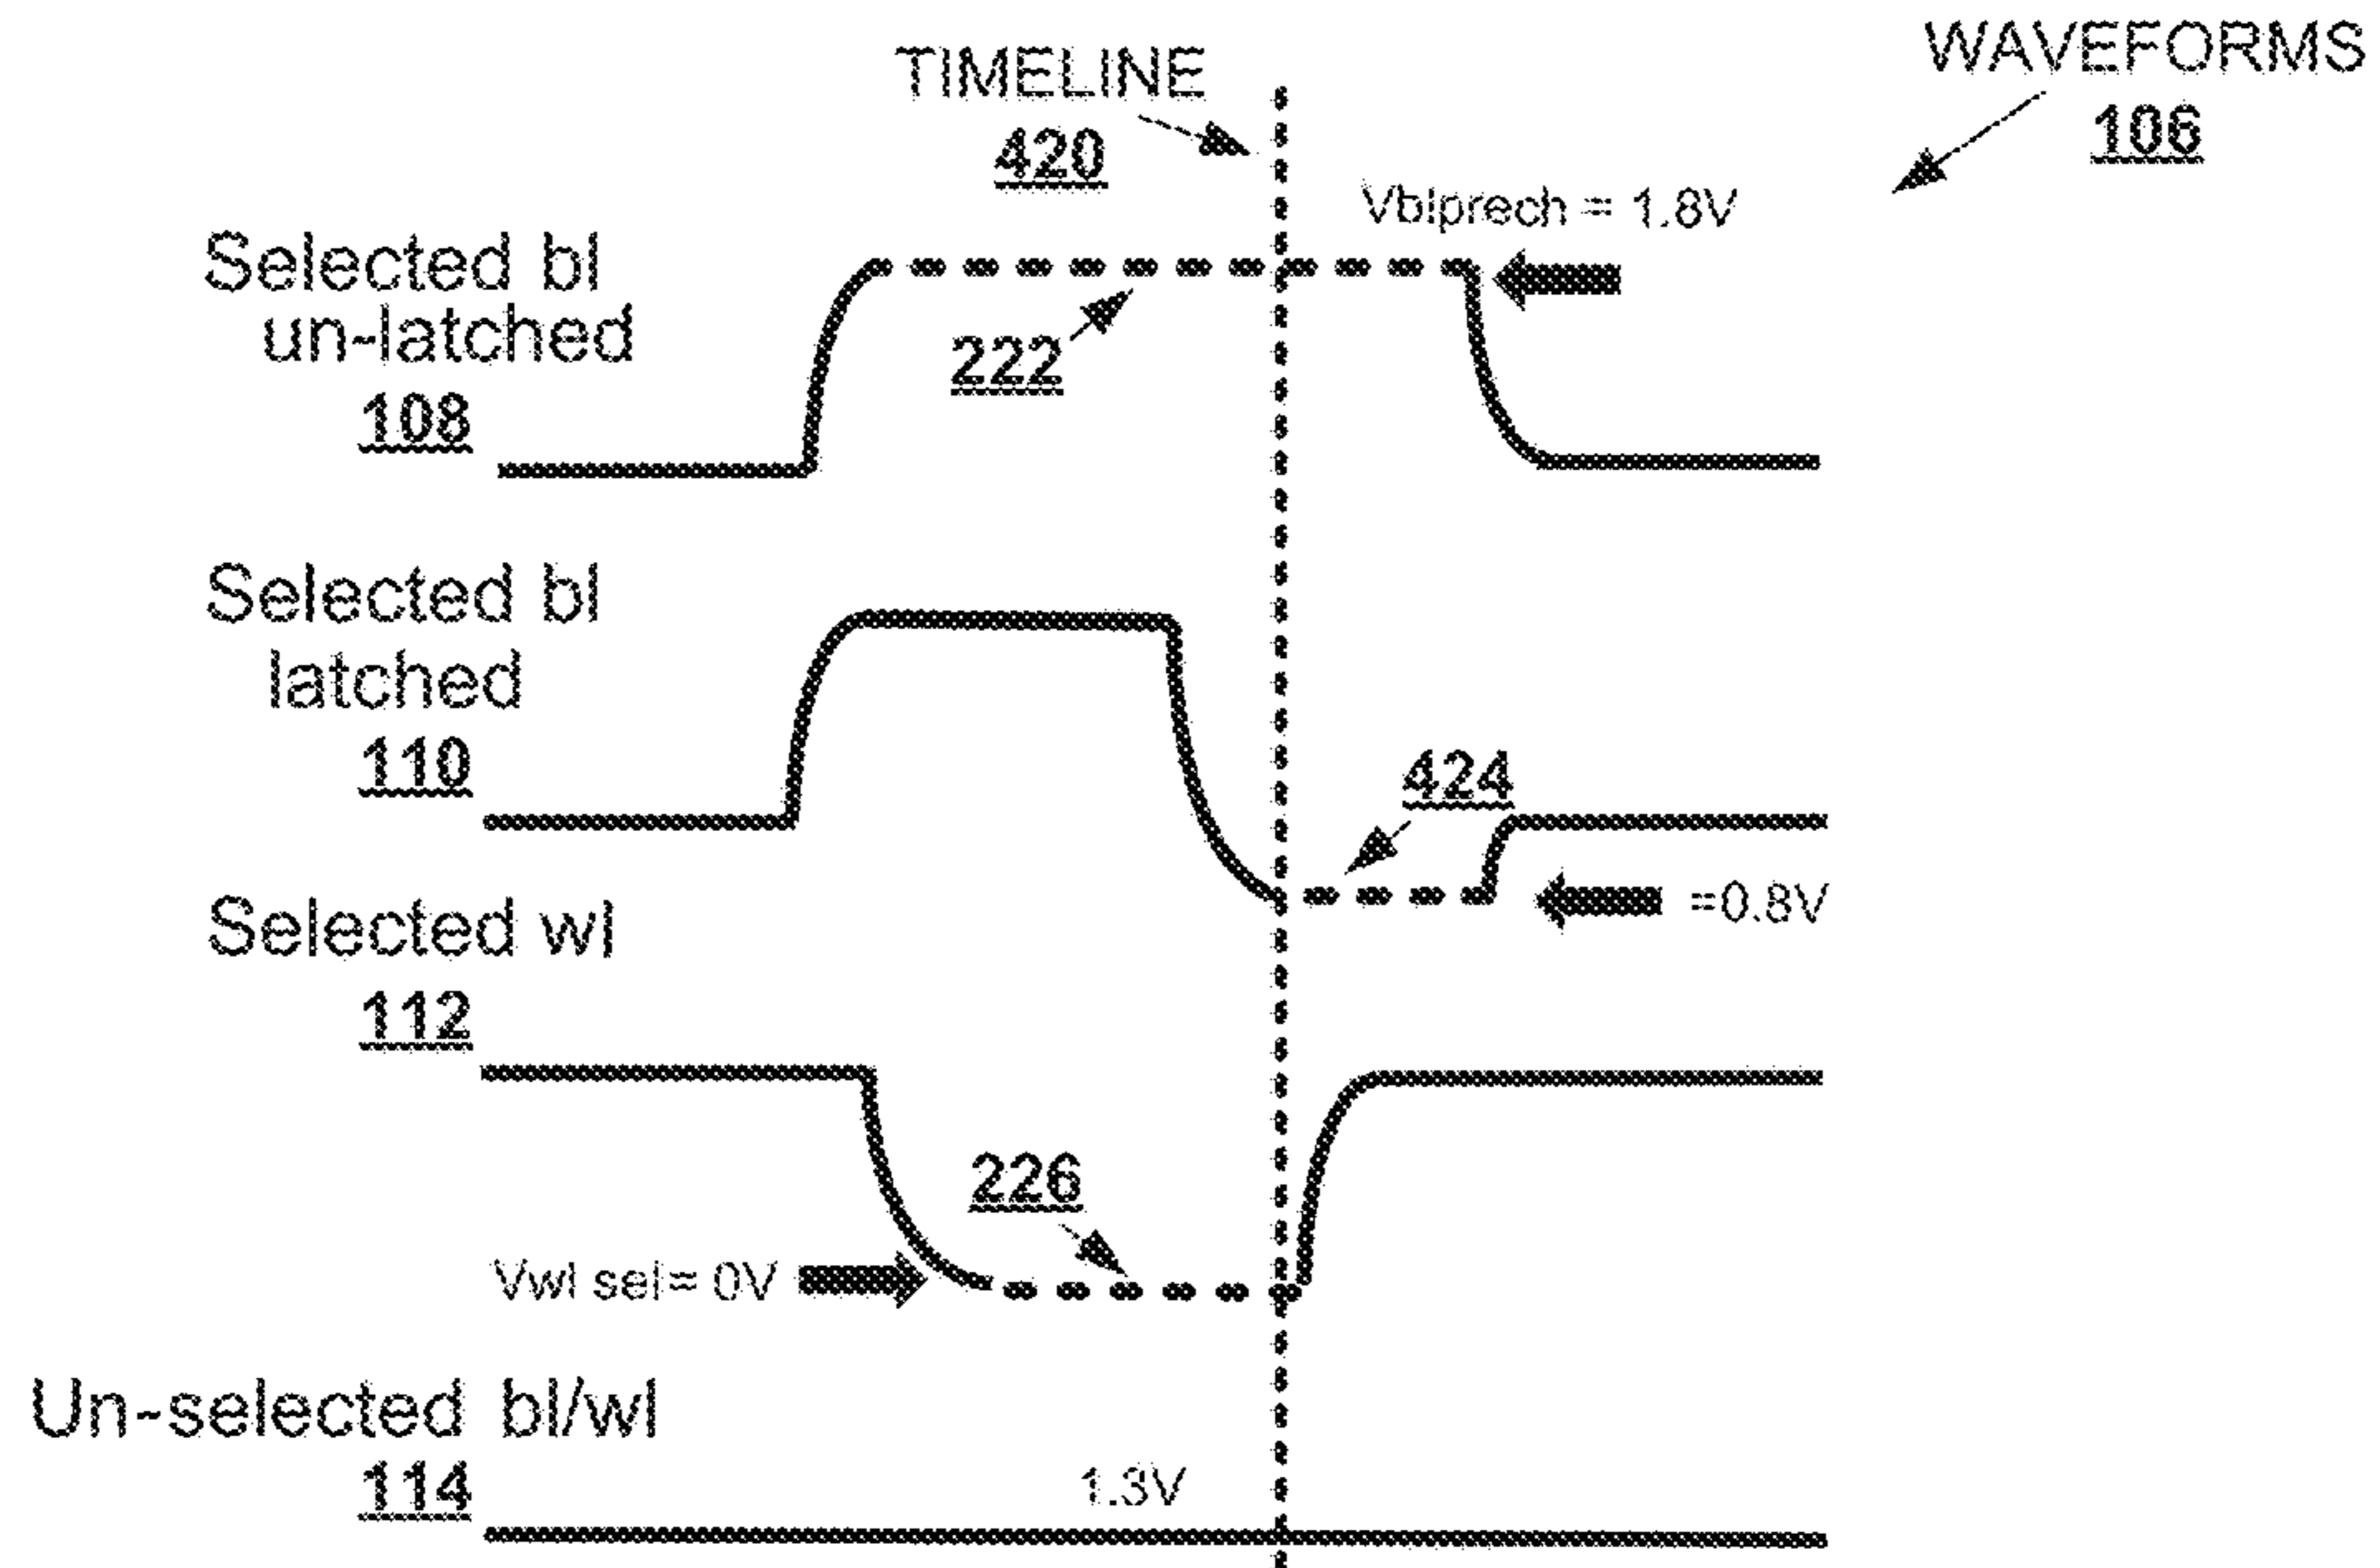 TIMELINE
420
WAVEFORMS
106
Vblprech = 1.8V
Selected bl
un-latched
108
222
Selected bl
latched
110
424
=0.8V
Selected wl
112
226
Vwl sel= 0V
Un-selected bl/wl
114
1.3V